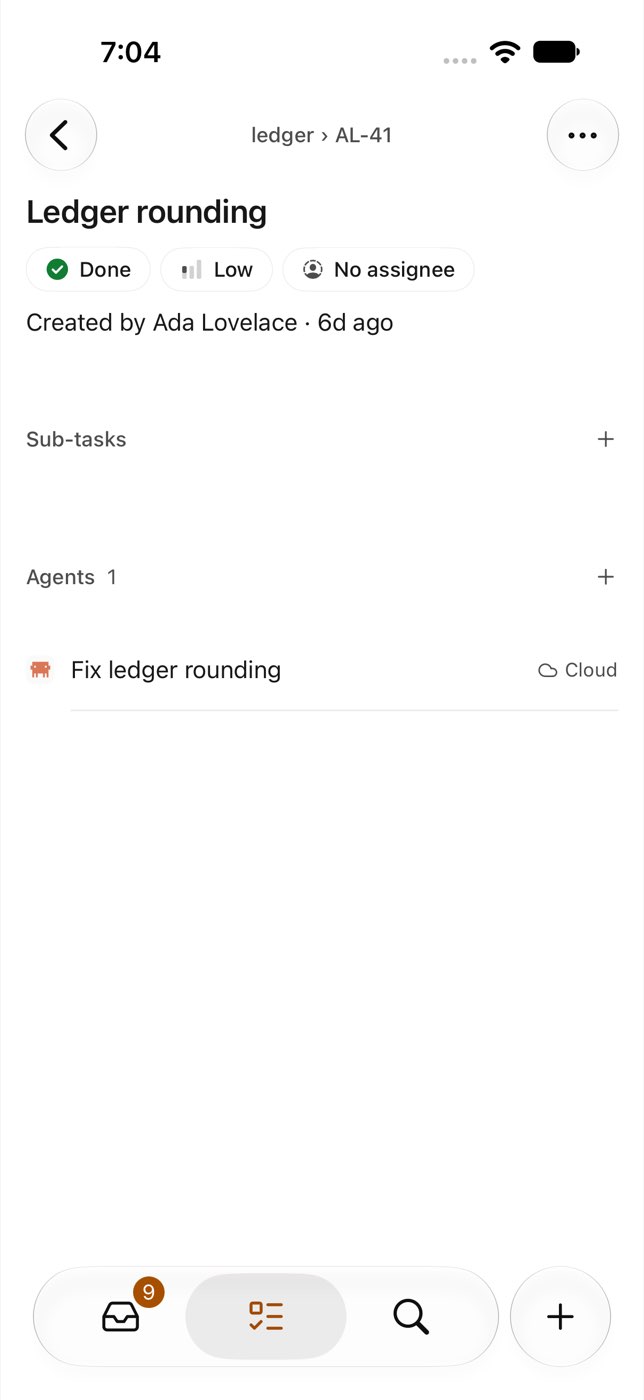 7:04
ledger › AL-41
Ledger rounding
Done
Low
No assignee
Created by Ada Lovelace · 6d ago
Sub-tasks
Agents 1
Fix ledger rounding
Cloud
9